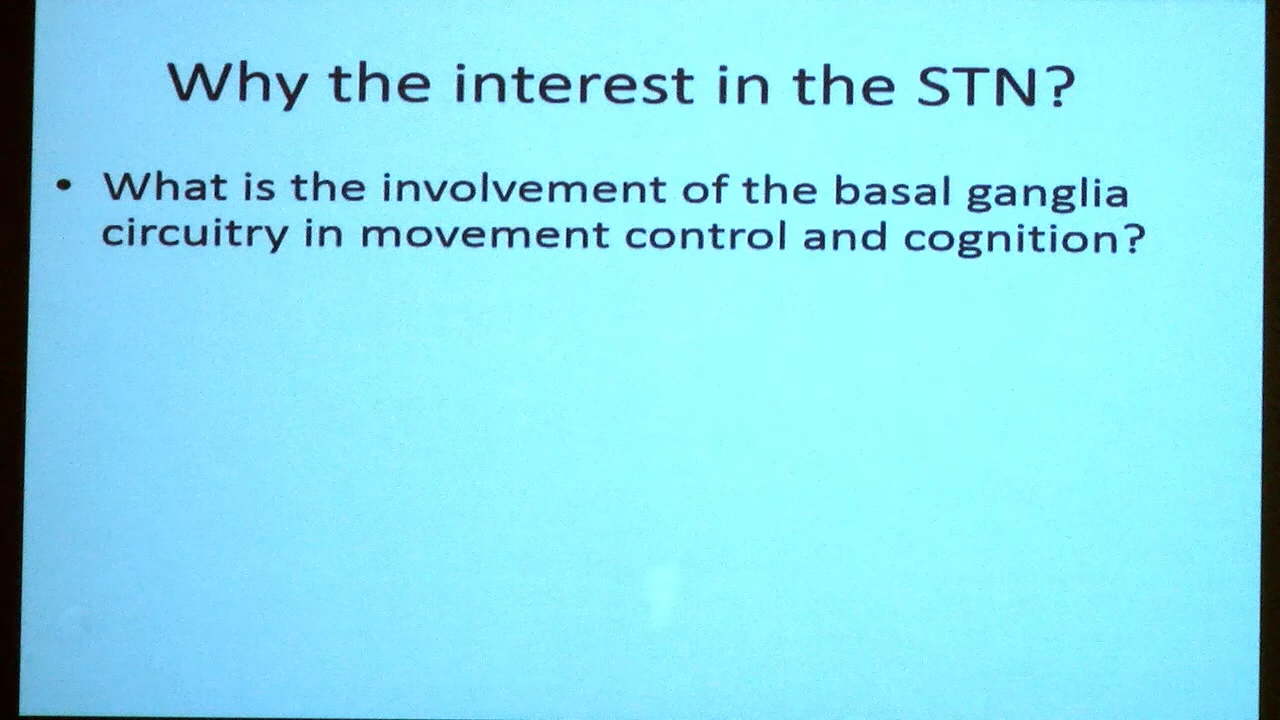 Why the interest in the STN?
• What is the involvement of the basal ganglia
circuitry in movement control and cognition?